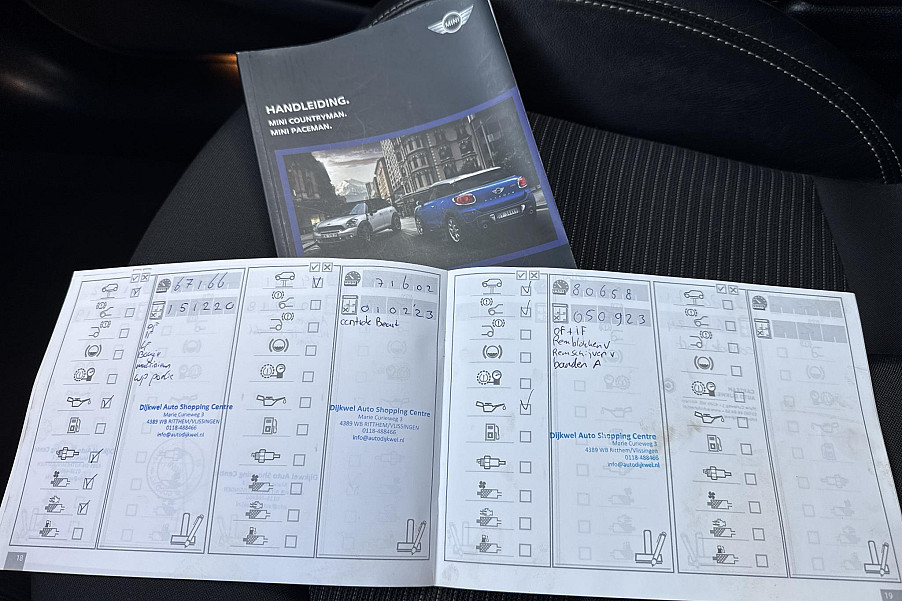 MINI
HANDLEIDING.
MINI COUNTRYMAN.
MINI PACEMAN.
67166
151220
Dijkwel Auto Shopping Centre
Marie Curieweg 3
4389 WB RITTHEM/VLISSINGEN
0118-488466
info@autodijkwel.nl
71602
010223
Dijkwel Auto Shopping Centre
Marie Curieweg 3
4389 WB RITTHEM/VLISSINGEN
0118-488466
info@autodijkwel.nl
18
80658
050923
oF + iF
Remblokken v
Remschijven v
banden A
Dijkwel Auto Shopping Centre
Marie Curieweg 3
4389 WB Ritthem/Vlissingen
0118-488466
info@autodijkwel.nl
19